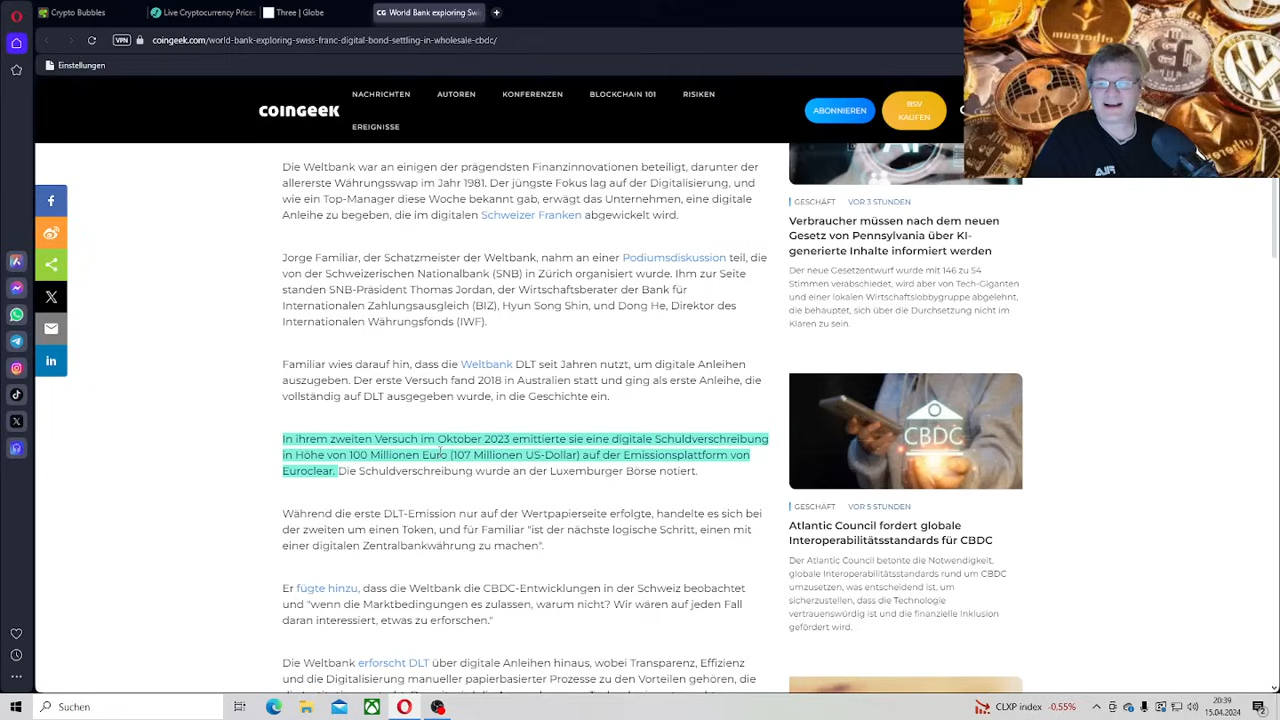 Crypto Bubbles
Live Cryptocurrency Price
Three | Globe
CG World Bank exploring Swis
VPN
coingeek.com/world-bank-exploring-swiss-franc-digital-bond-settling-in-wholesale-cbdc/
Einstellungen
COINGEEK
NACHRICHTEN AUTOREN KONFERENZEN BLOCKCHAIN 101 RISIKEN
EREIGNISSE
ABONNIEREN
BSV
KAUFEN
Die Weltbank war an einigen der prägendsten Finanzinnovationen beteiligt, darunter der
allererste Währungsswap im Jahr 1981. Der jüngste Fokus lag auf der Digitalisierung, und
wie ein Top-Manager diese Woche bekannt gab, erwägt das Unternehmen, eine digitale
Anleihe zu begeben, die im digitalen Schweizer Franken abgewickelt wird.
Jorge Familiar, der Schatzmeister der Weltbank, nahm an einer Podiumsdiskussion teil, die
von der Schweizerischen Nationalbank (SNB) in Zürich organisiert wurde. Ihm zur Seite
standen SNB-Präsident Thomas Jordan, der Wirtschaftsberater der Bank für
Internationalen Zahlungsausgleich (BIZ), Hyun Song Shin, und Dong He, Direktor des
Internationalen Währungsfonds (IWF).
Familiar wies darauf hin, dass die Weltbank DLT seit Jahren nutzt, um digitale Anleihen
auszugeben. Der erste Versuch fand 2018 in Australien statt und ging als erste Anleihe, die
vollständig auf DLT ausgegeben wurde, in die Geschichte ein.
In ihrem zweiten Versuch im Oktober 2023 emittierte sie eine digitale Schuldverschreibung
in Höhe von 100 Millionen Euro (107 Millionen US-Dollar) auf der Emissionsplattform von
Euroclear. Die Schuldverschreibung wurde an der Luxemburger Börse notiert.
Während die erste DLT-Emission nur auf der Wertpapierseite erfolgte, handelte es sich bei
der zweiten um einen Token, und für Familiar "ist der nächste logische Schritt, einen mit
einer digitalen Zentralbankwährung zu machen".
Er fügte hinzu, dass die Weltbank die CBDC-Entwicklungen in der Schweiz beobachtet
und "wenn die Marktbedingungen es zulassen, warum nicht? Wir wären auf jeden Fall
daran interessiert, etwas zu erforschen."
Die Weltbank erforscht DLT über digitale Anleihen hinaus, wobei Transparenz, Effizienz
und die Digitalisierung manueller papierbasierter Prozesse zu den Vorteilen gehören, die
GESCHÄFT VOR 3 STUNDEN
Verbraucher müssen nach dem neuen
Gesetz von Pennsylvania über KI-
generierte Inhalte informiert werden
Der neue Gesetzentwurf wurde mit 146 zu 54
Stimmen verabschiedet, wird aber von Tech-Giganten
und einer lokalen Wirtschaftslobbygruppe abgelehnt,
die behauptet, sich über die Durchsetzung nicht im
Klaren zu sein.
CBDC
GESCHÄFT VOR 5 STUNDEN
Atlantic Council fordert globale
Interoperabilitätsstandards für CBDC
Der Atlantic Council betonte die Notwendigkeit,
globale Interoperabilitätsstandards rund um CBDC
umzusetzen, was entscheidend ist, um
sicherzustellen, dass die Technologie
vertrauenswürdig ist und die finanzielle Inklusion
gefördert wird.
Suchen
CLXP index -0.55%
20:39
15.04.2024